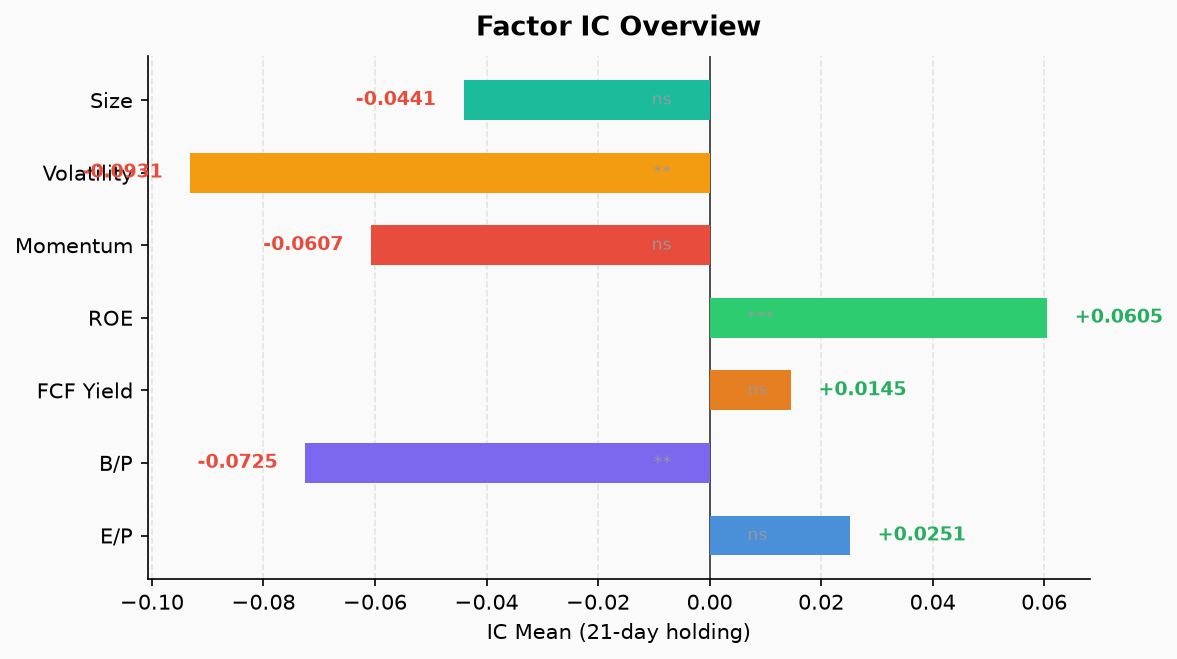 Factor IC Overview
Size -0.0441 ns
Volatility -0.0931 **
Momentum -0.0607 ns
ROE *** +0.0605
FCF Yield ns +0.0145
B/P -0.0725 **
E/P ns +0.0251
−0.10 −0.08 −0.06 −0.04 −0.02 0.00 0.02 0.04 0.06
IC Mean (21-day holding)